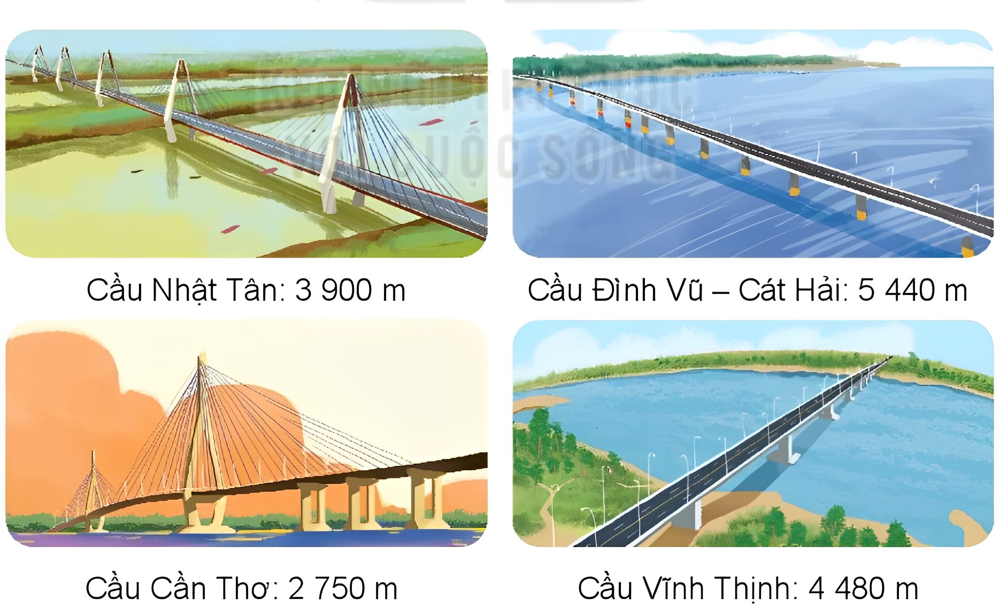 Cầu Nhật Tân: 3 900 m
Cầu Đình Vũ – Cát Hải: 5 440 m
Cầu Cần Thơ: 2 750 m
Cầu Vĩnh Thịnh: 4 480 m